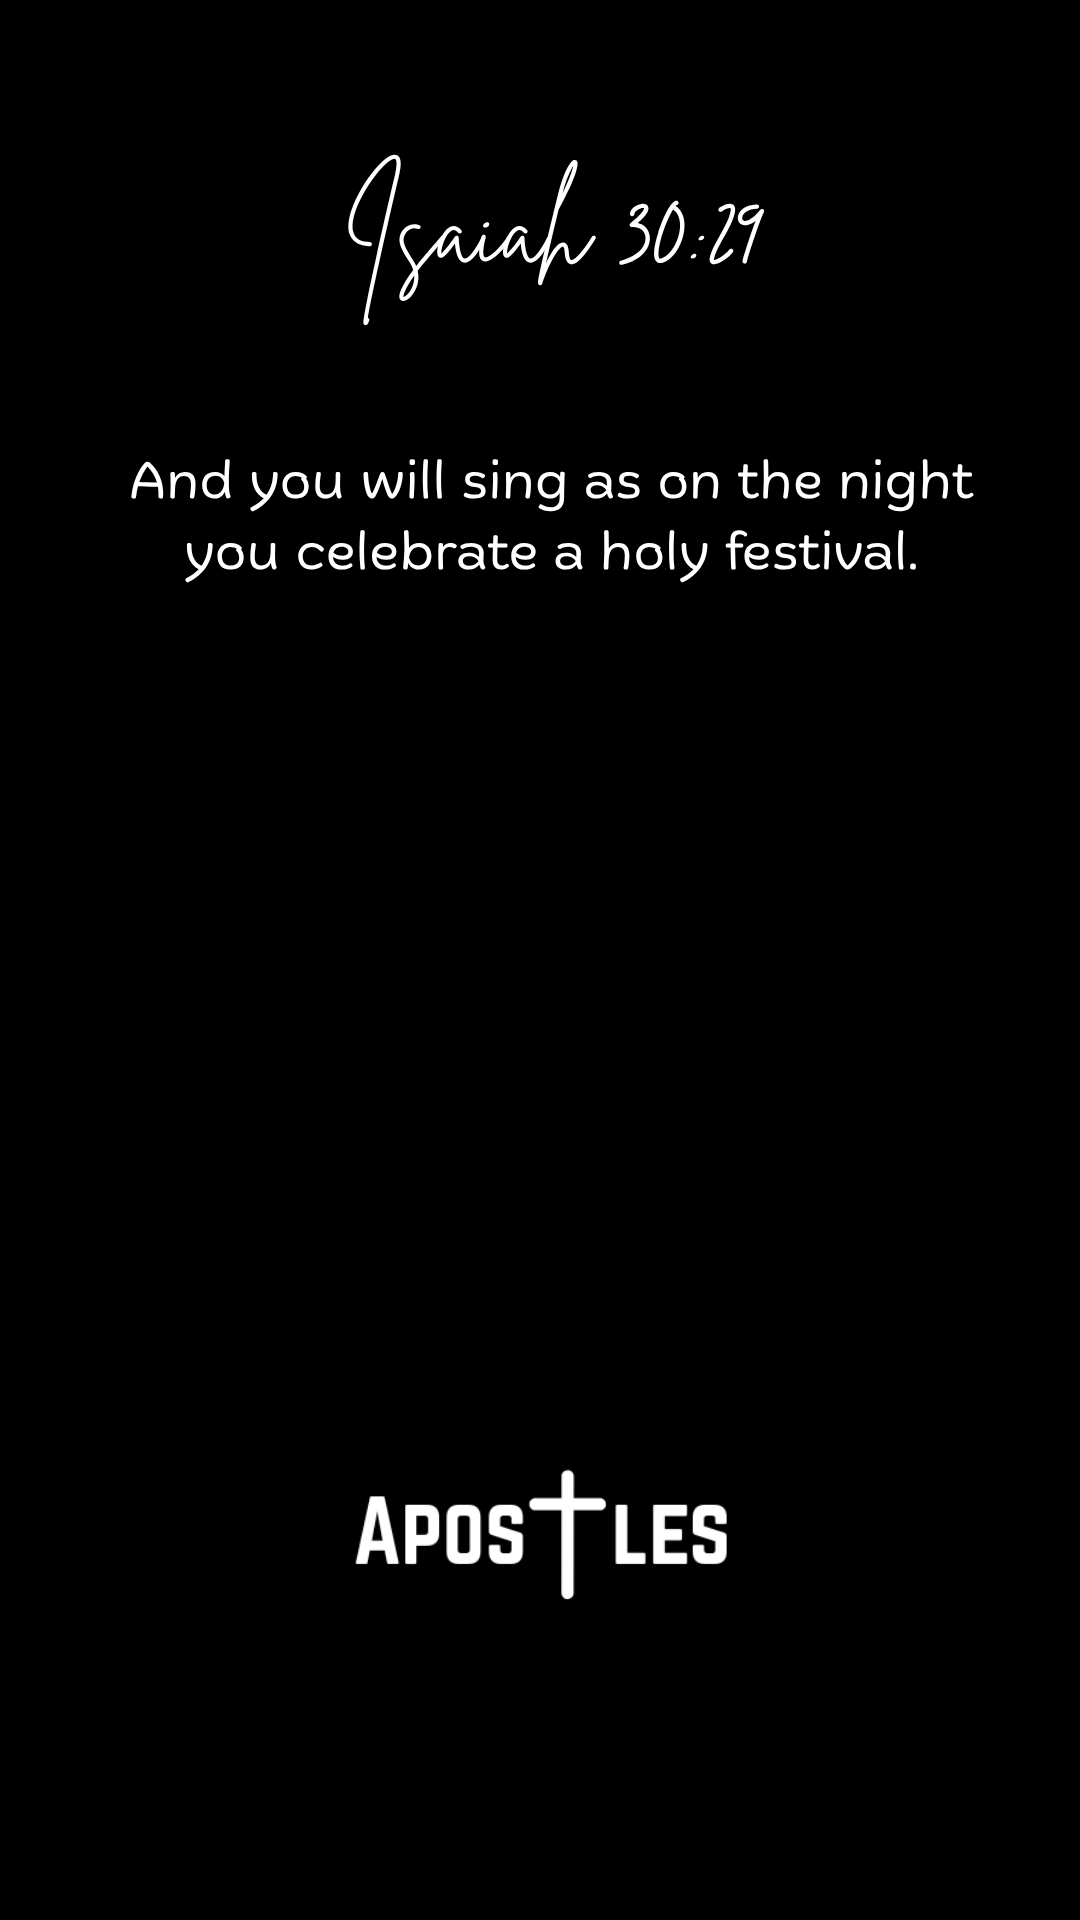 Isaiah 30:29
And you will sing as on the night
you celebrate a holy festival.
APOSTLES